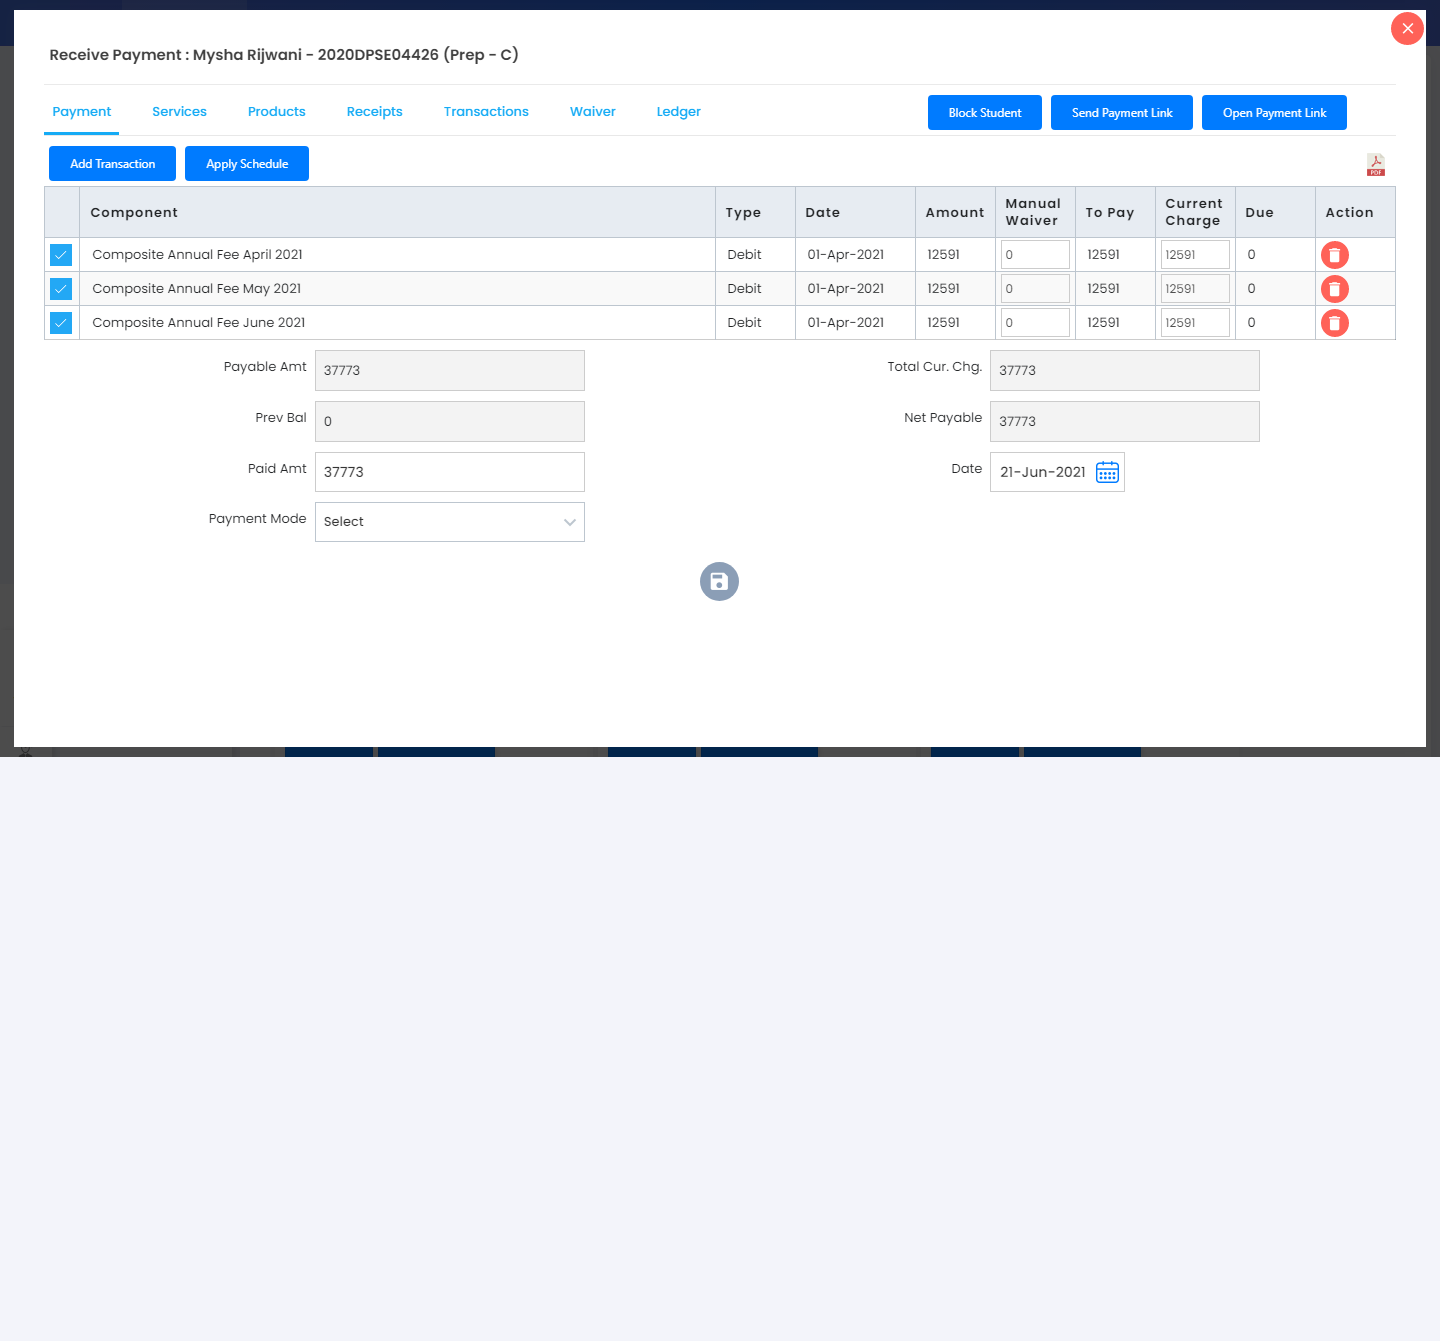 Receive Payment : Mysha Rijwani - 2020DPSE04426 (Prep - C)
Payment Services Products Receipts Transactions Waiver Ledger Block Student Send Payment Link Open Payment Link
Add Transaction Apply Schedule PDF
Component Type Date Amount Manual Waiver To Pay Current Charge Due Action
Composite Annual Fee April 2021 Debit 01-Apr-2021 12591 0 12591 12591 0
Composite Annual Fee May 2021 Debit 01-Apr-2021 12591 0 12591 12591 0
Composite Annual Fee June 2021 Debit 01-Apr-2021 12591 0 12591 12591 0
Payable Amt 37773 Total Cur. Chg. 37773
Prev Bal 0 Net Payable 37773
Paid Amt 37773 Date 21-Jun-2021
Payment Mode Select